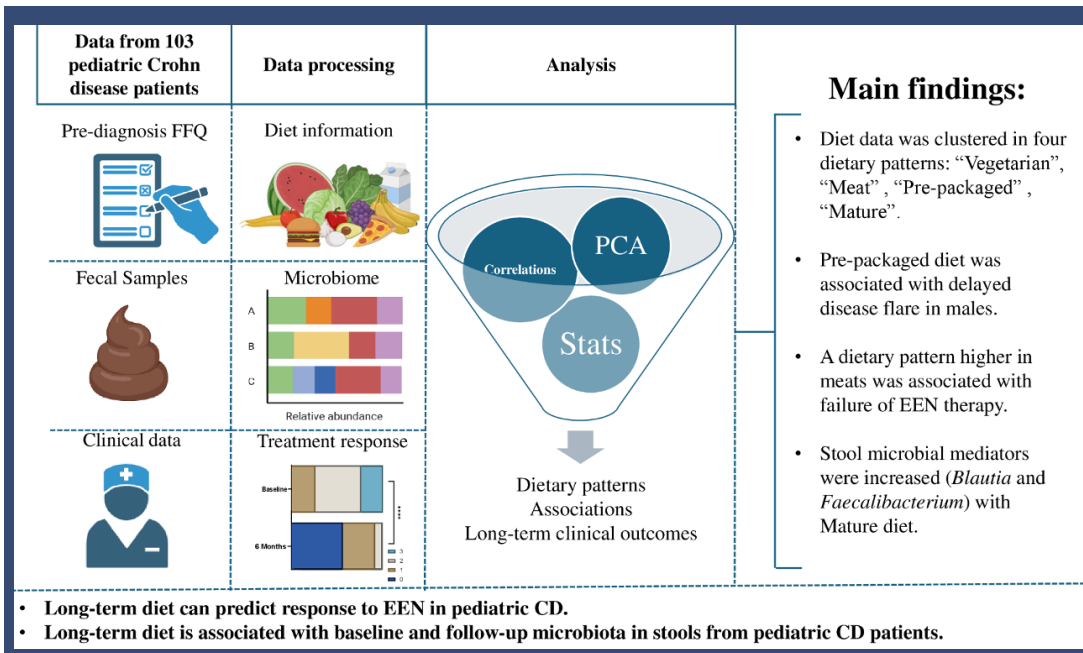 Data from 103
pediatric Crohn
disease patients
Data processing
Analysis
Pre-diagnosis FFQ
Diet information
Fecal Samples
Microbiome
A
B
C
Relative abundance
Clinical data
Treatment response
Baseline
6 Months
****
3
2
1
0
Correlations
PCA
Stats
Dietary patterns
Associations
Long-term clinical outcomes
Main findings:
• Diet data was clustered in four
dietary patterns: “Vegetarian”,
“Meat” , “Pre-packaged” ,
“Mature”.
• Pre-packaged diet was
associated with delayed
disease flare in males.
• A dietary pattern higher in
meats was associated with
failure of EEN therapy.
• Stool microbial mediators
were increased (Blautia and
Faecalibacterium) with
Mature diet.
• Long-term diet can predict response to EEN in pediatric CD.
• Long-term diet is associated with baseline and follow-up microbiota in stools from pediatric CD patients.